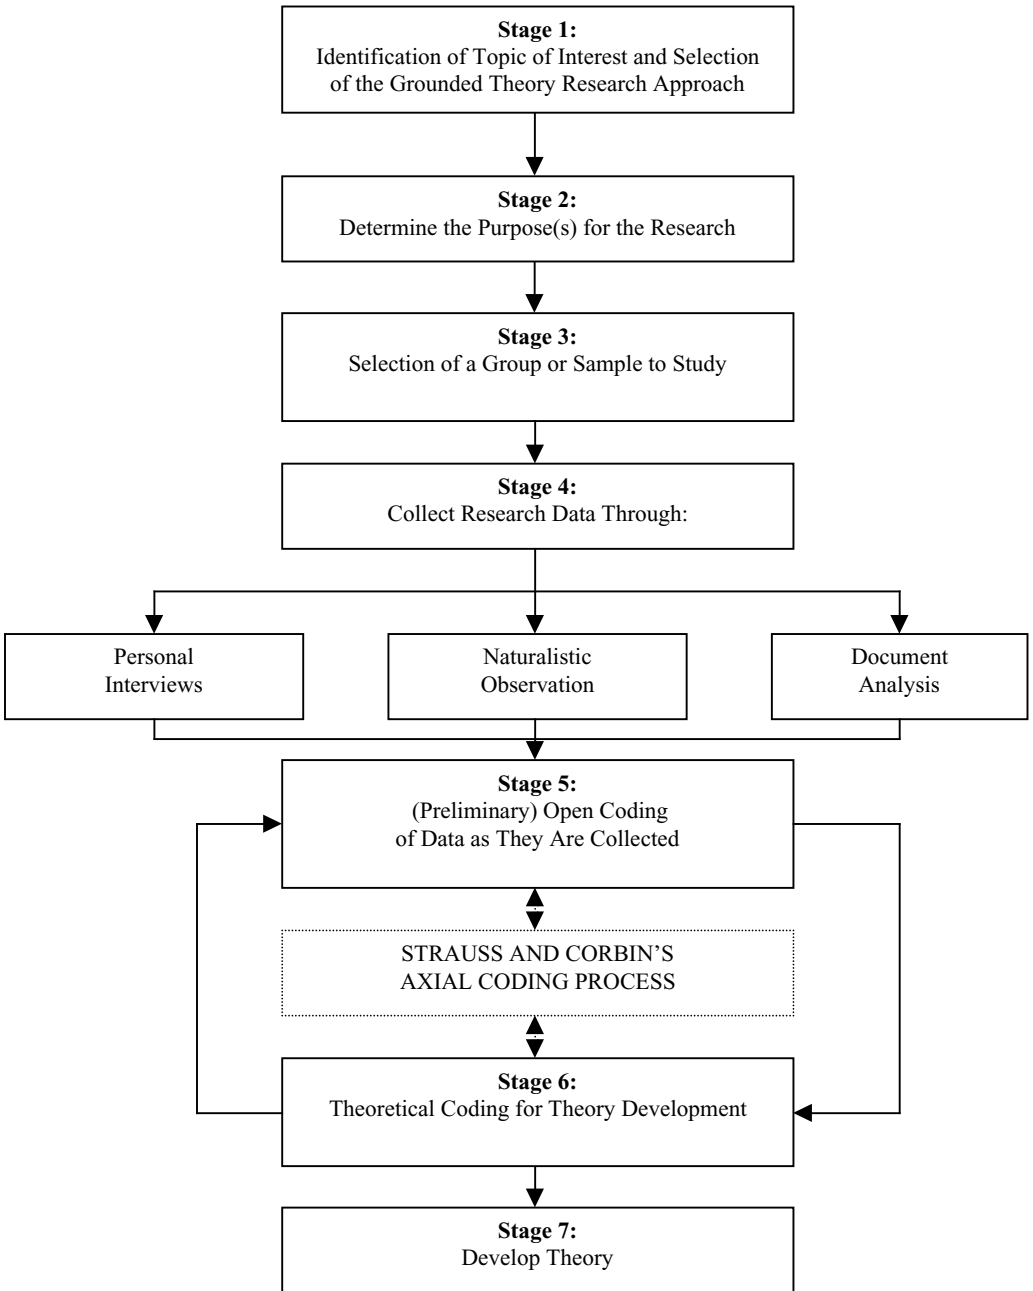 Stage 1:
Identification of Topic of Interest and Selection
of the Grounded Theory Research Approach
Stage 2:
Determine the Purpose(s) for the Research
Stage 3:
Selection of a Group or Sample to Study
Stage 4:
Collect Research Data Through:
Personal
Interviews
Naturalistic
Observation
Document
Analysis
Stage 5:
(Preliminary) Open Coding
of Data as They Are Collected
STRAUSS AND CORBIN’S
AXIAL CODING PROCESS
Stage 6:
Theoretical Coding for Theory Development
Stage 7:
Develop Theory